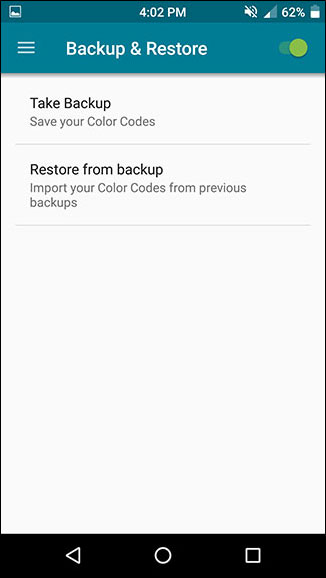 4:02 PM 62%
Backup & Restore
Take Backup
Save your Color Codes
Restore from backup
Import your Color Codes from previous
backups